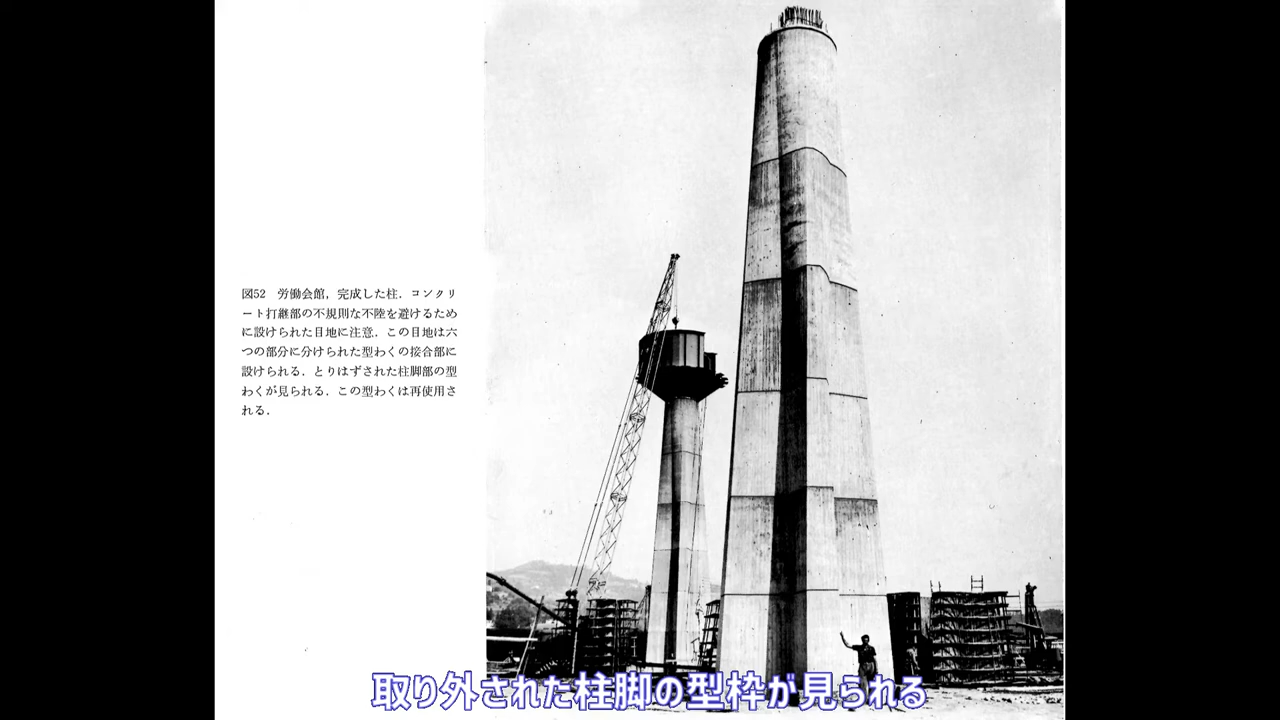 図52　労働会館，完成した柱．コンクリ
ート打継部の不規則な不陸を避けるため
に設けられた目地に注意．この目地は六
つの部分に分けられた型わくの接合部に
設けられる．とりはずされた柱脚部の型
わくが見られる．この型わくは再使用さ
れる．
取り外された柱脚の型枠が見られる